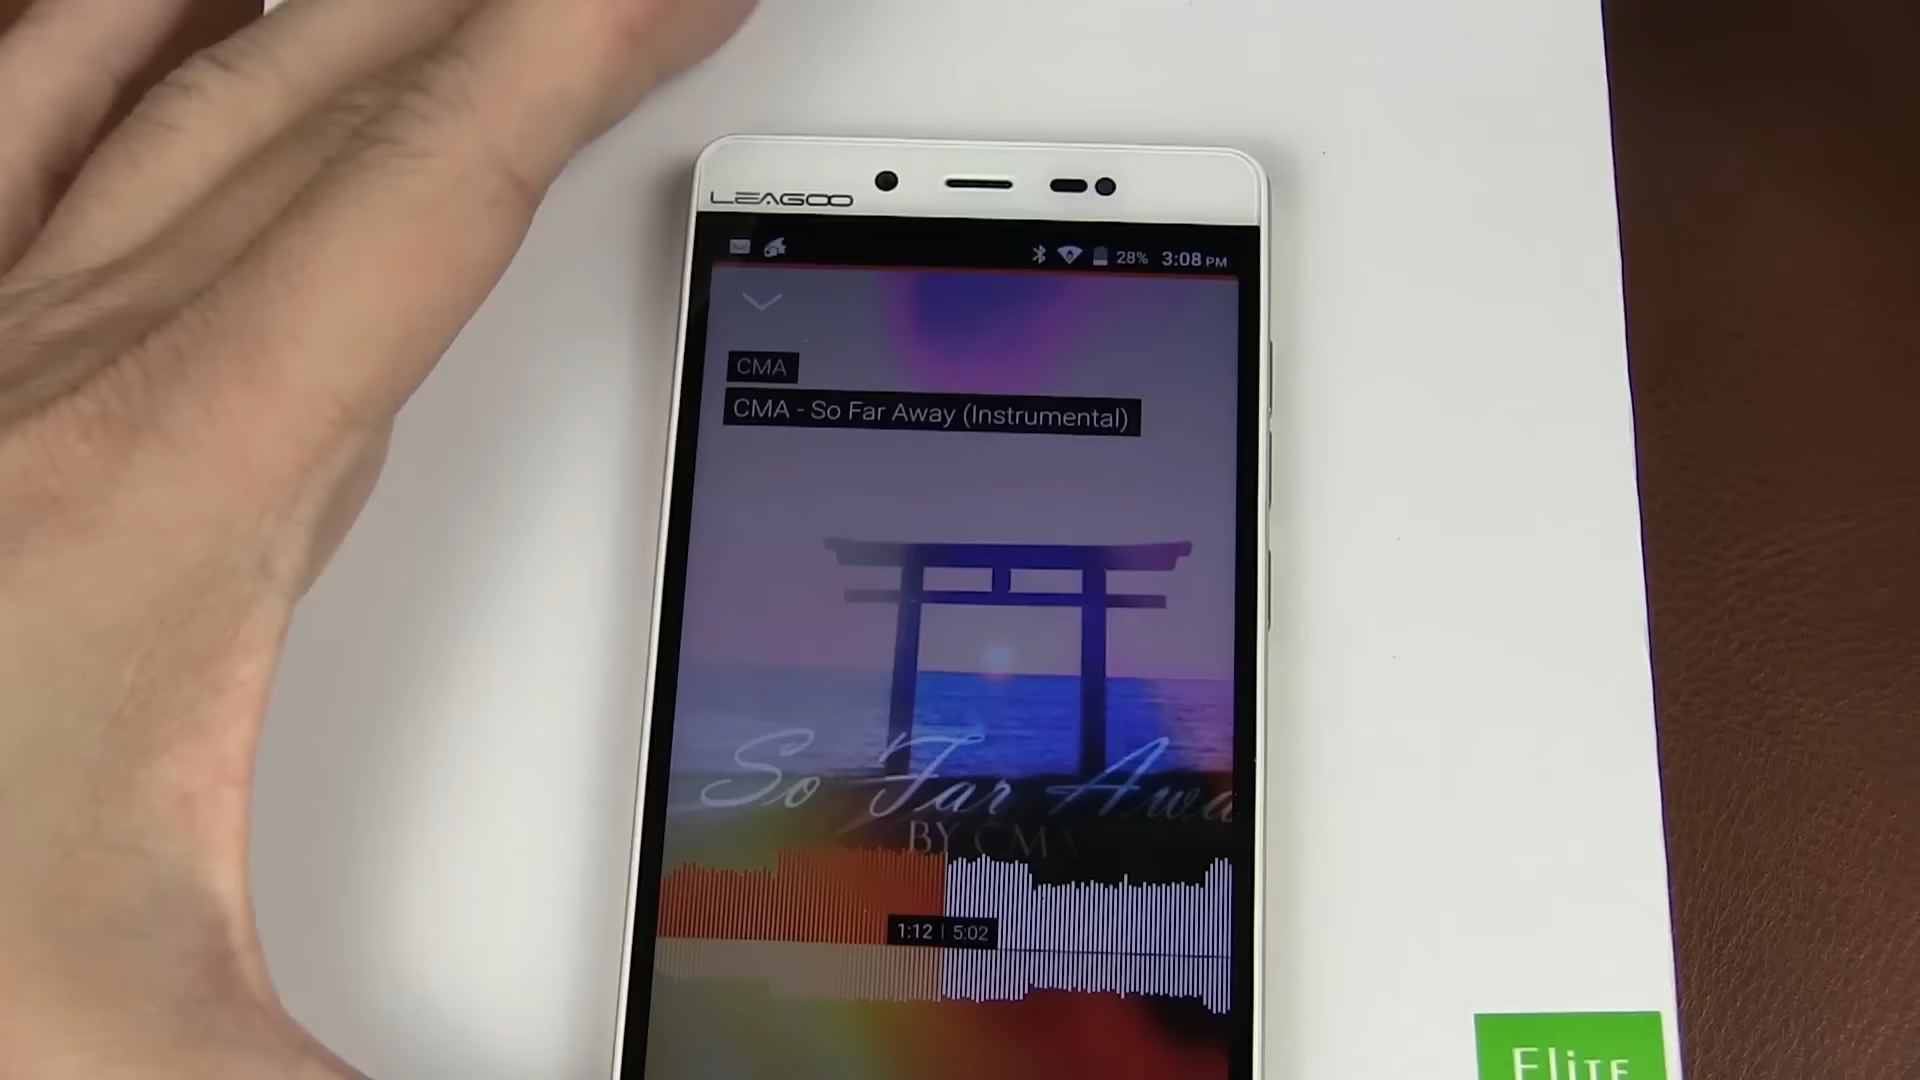 LEAGOO
28% 3:08 PM
CMA
CMA - So Far Away (Instrumental)
So Far Awa
BY CMA
1:12 | 5:02
EliTE